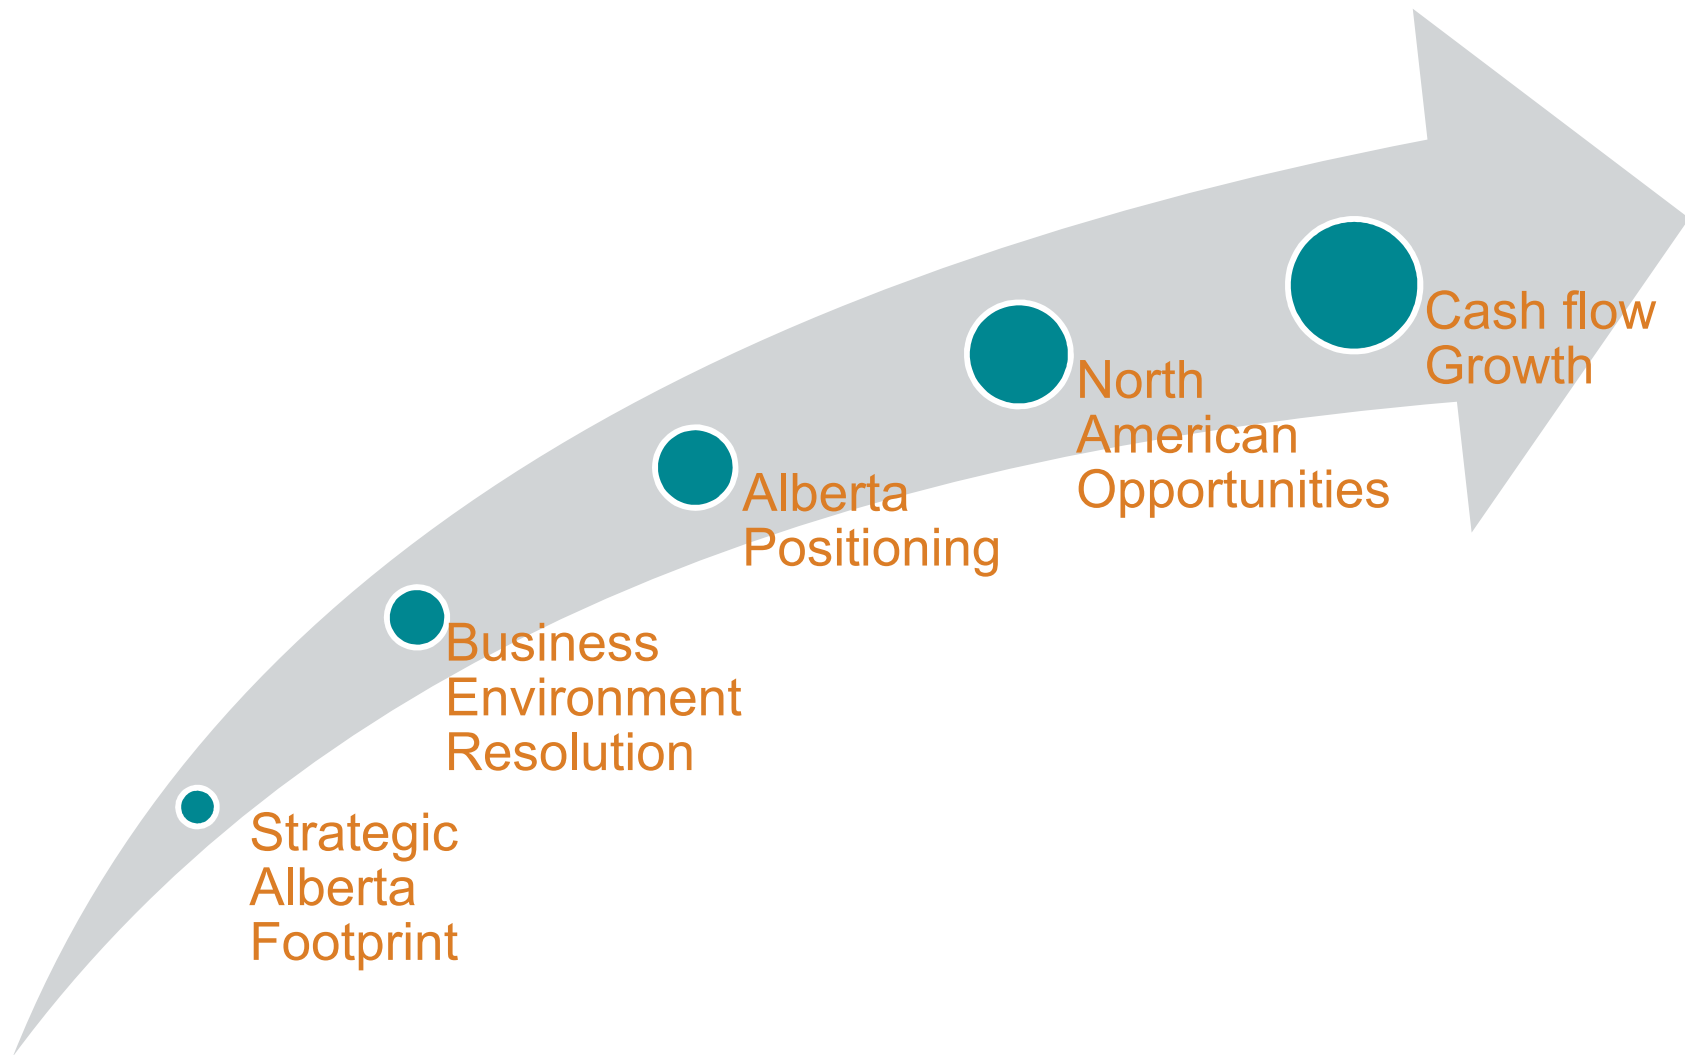 Cash flow
Growth
North
American
Opportunities
Alberta
Positioning
Business
Environment
Resolution
Strategic
Alberta
Footprint